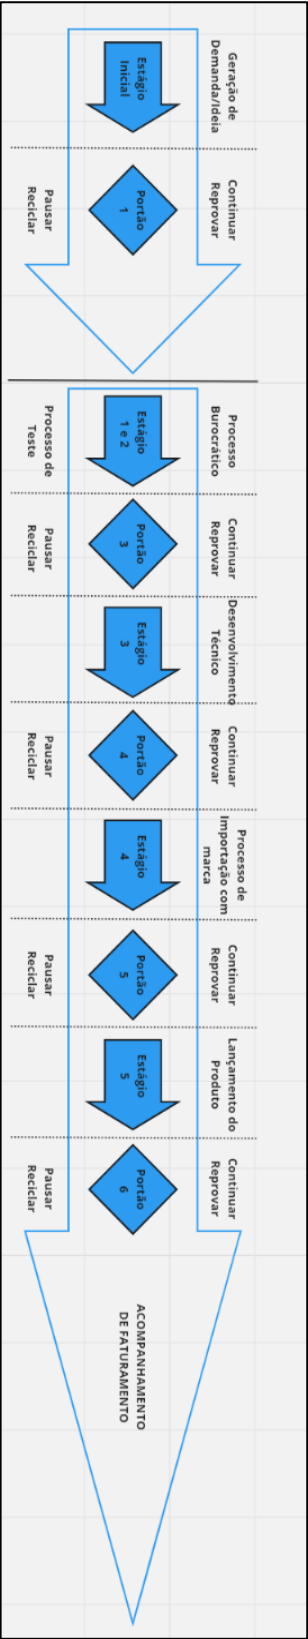 Geração de
Demanda/Ideia
Estágio
Inicial
Continuar
Reprovar
Portão
1
Pausar
Reciclar
Processo
Burocrático
Estágio
1 e 2
Processo de
Teste
Continuar
Reprovar
Portão
3
Pausar
Reciclar
Desenvolvimento
Técnico
Estágio
3
Continuar
Reprovar
Portão
4
Pausar
Reciclar
Processo de
Importação com
marca
Estágio
4
Continuar
Reprovar
Portão
5
Pausar
Reciclar
Lançamento do
Produto
Estágio
5
Continuar
Reprovar
Portão
6
Pausar
Reciclar
ACOMPANHAMENTO
DE FATURAMENTO